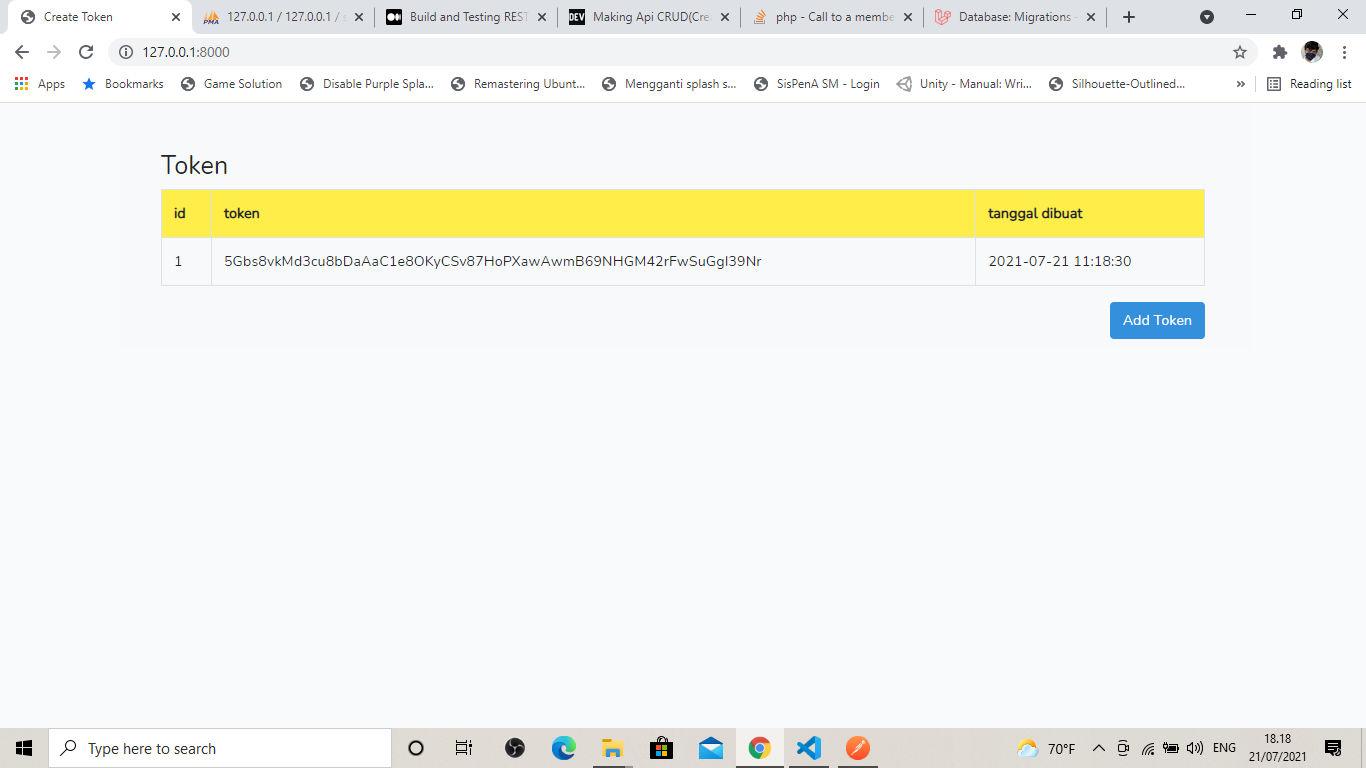 Create Token
127.0.0.1 / 127.0.0.1 / s
Build and Testing REST
Making Api CRUD(Cre
php - Call to a membe
Database: Migrations -
127.0.0.1:8000
Apps
Bookmarks
Game Solution
Disable Purple Spla...
Remastering Ubunt...
Mengganti splash s...
SisPenA SM - Login
Unity - Manual: Wri...
Silhouette-Outlined...
»
Reading list
Token
id token tanggal dibuat
1 5Gbs8vkMd3cu8bDaAaC1e8OKyCSv87HoPXawAwmB69NHGM42rFwSuGgI39Nr 2021-07-21 11:18:30
Add Token
Type here to search
70°F
ENG
18.18
21/07/2021